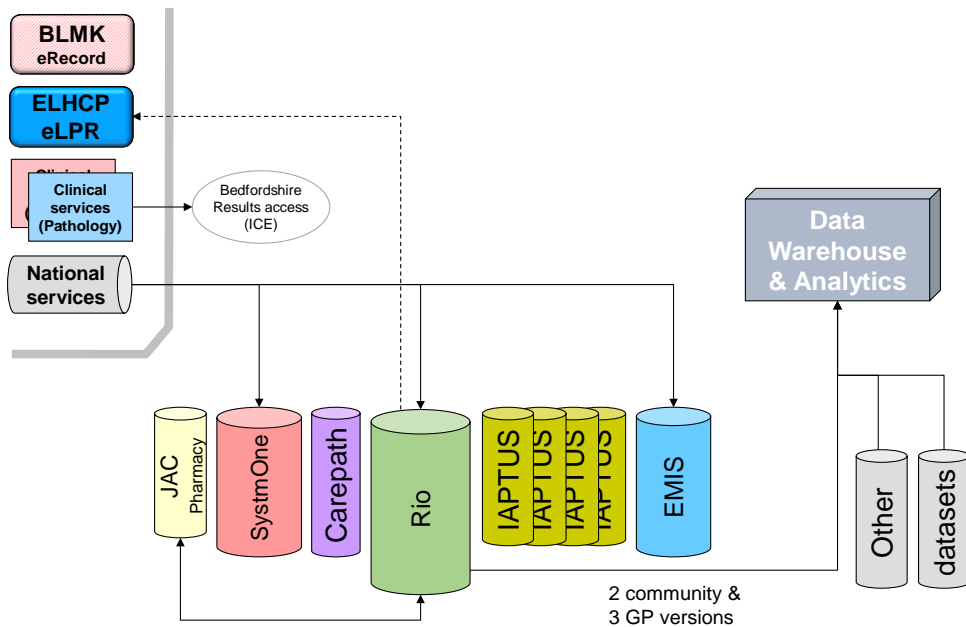 BLMK
eRecord
ELHCP
eLPR
Clinical
Clinical
services
(Pathology)
Bedfordshire
Results access
(ICE)
National
services
Data
Warehouse
& Analytics
JAC
Pharmacy
SystmOne
Carepath
Rio
IAPTUS
IAPTUS
IAPTUS
IAPTUS
EMIS
Other
datasets
2 community &
3 GP versions